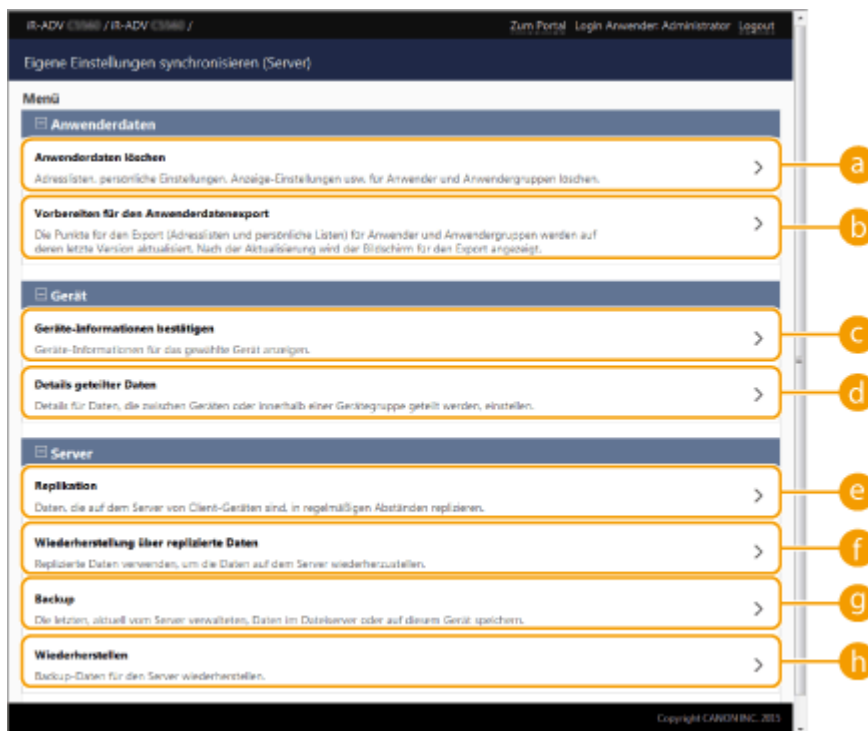 iR-ADV / iR-ADV /
Zum Portal Login Anwender: Administrator Logout
Eigene Einstellungen synchronisieren (Server)
Menü
Anwenderdaten
Anwenderdaten löschen
Adresslisten, persönliche Einstellungen, Anzeige-Einstellungen usw. für Anwender und Anwendergruppen löschen.
a
Vorbereiten für den Anwenderdatenexport
Die Punkte für den Export (Adresslisten und persönliche Listen) für Anwender und Anwendergruppen werden auf
deren letzte Version aktualisiert. Nach der Aktualisierung wird der Bildschirm für den Export angezeigt.
b
Gerät
Geräte-Informationen bestätigen
Geräte-Informationen für das gewählte Gerät anzeigen.
c
Details geteilter Daten
Details für Daten, die zwischen Geräten oder innerhalb einer Gerätegruppe geteilt werden, einstellen.
d
Server
Replikation
Daten, die auf dem Server von Client-Geräten sind, in regelmäßigen Abständen replizieren.
e
Wiederherstellung über replizierte Daten
Replizierte Daten verwenden, um die Daten auf dem Server wiederherzustellen.
f
Backup
Die letzten, aktuell vom Server verwalteten, Daten im Dateiserver oder auf diesem Gerät speichern.
g
Wiederherstellen
Backup-Daten für den Server wiederherstellen.
h
Copyright CANON INC. 2015